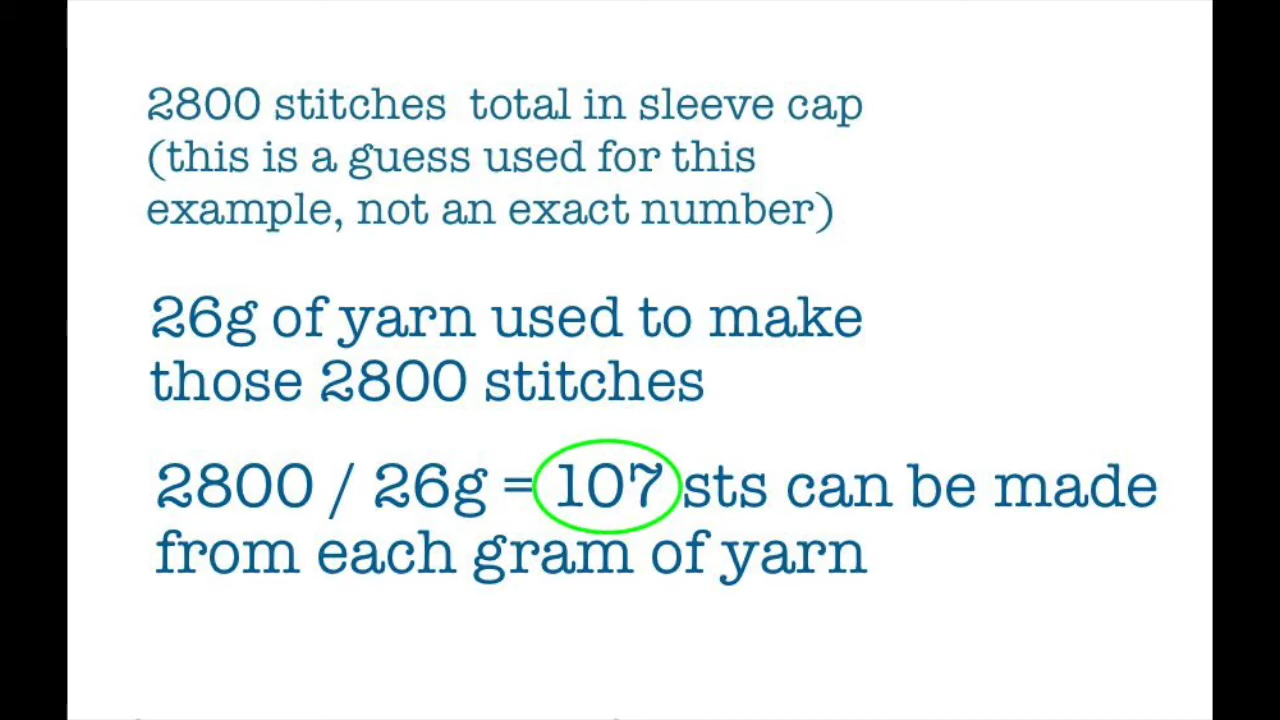 2800 stitches  total in sleeve cap
(this is a guess used for this
example, not an exact number)
26g of yarn used to make
those 2800 stitches
2800 / 26g = 107 sts can be made
from each gram of yarn